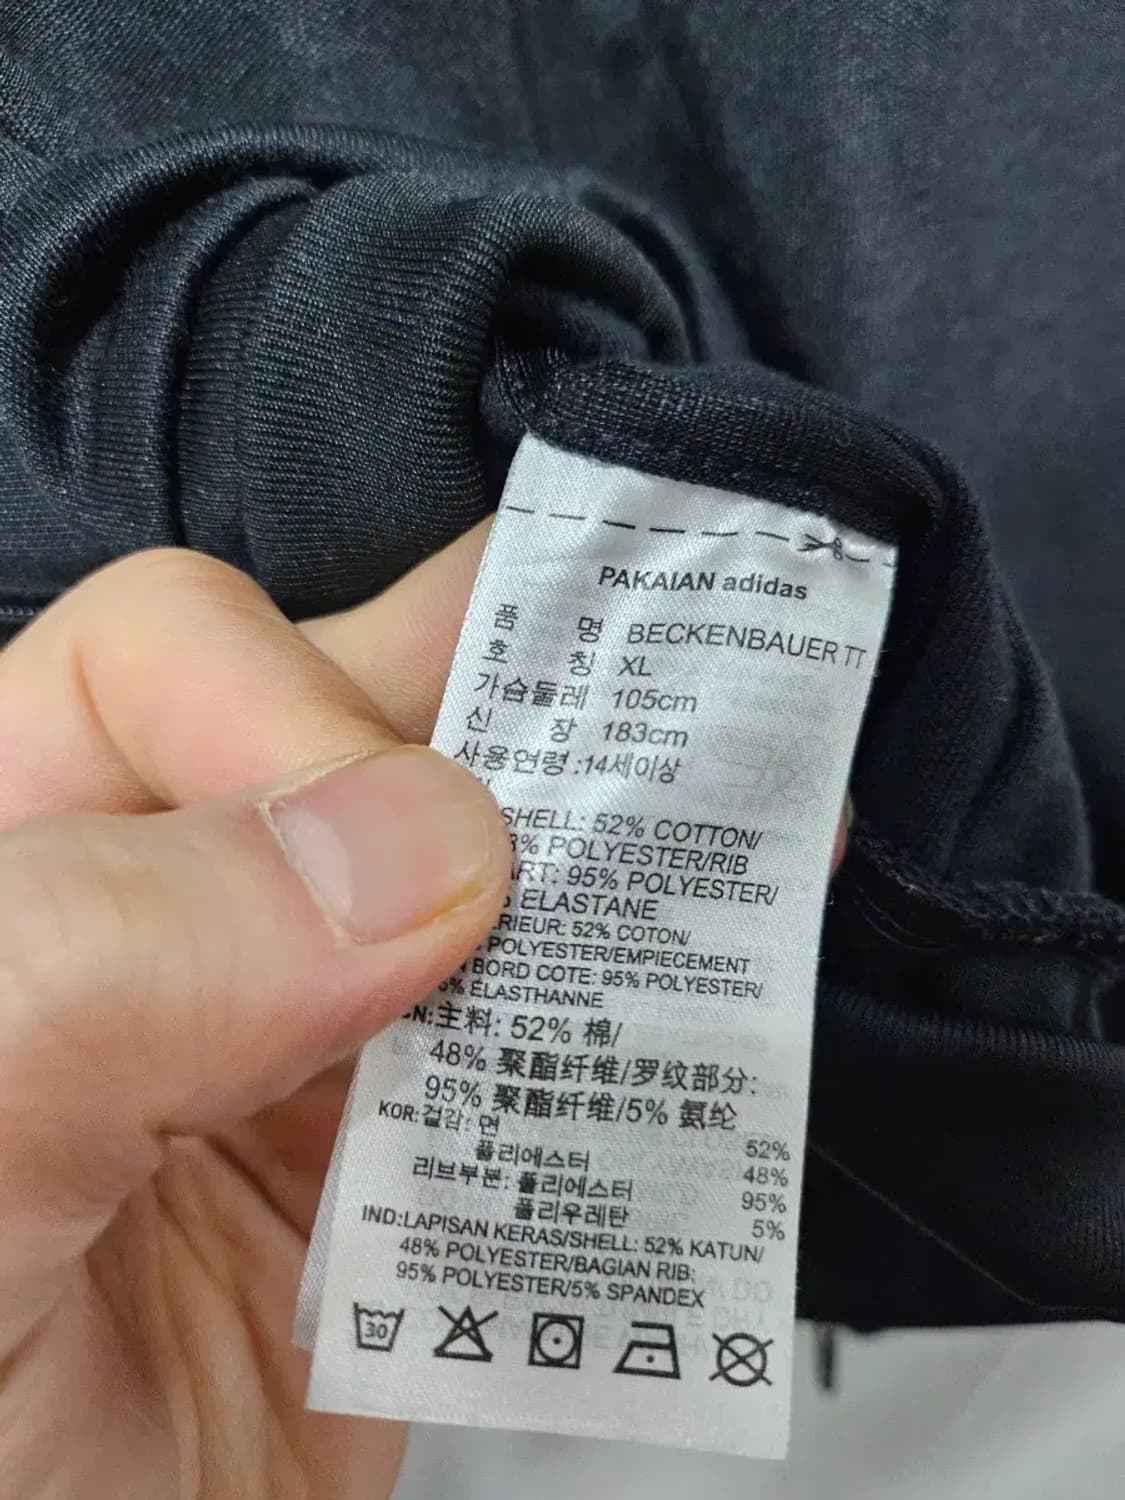 PAKAIAN adidas
품 명 BECKENBAUER TT
호 칭 XL
가슴둘레 105cm
신 장 183cm
사용연령:14세이상
SHELL: 52% COTTON/
% POLYESTER/RIB
ART: 95% POLYESTER/
ELASTANE
RIEUR: 52% COTON/
POLYESTER/EMPIECEMENT
BORD COTE: 95% POLYESTER/
5% ELASTHANNE
CN:主料: 52% 棉/
48% 聚酯纤维/罗纹部分:
95% 聚酯纤维/5% 氨纶
KOR:겉감: 면 52%
폴리에스터 48%
리브부분: 폴리에스터 95%
폴리우레탄 5%
IND:LAPISAN KERAS/SHELL: 52% KATUN/
48% POLYESTER/BAGIAN RIB:
95% POLYESTER/5% SPANDEX
30